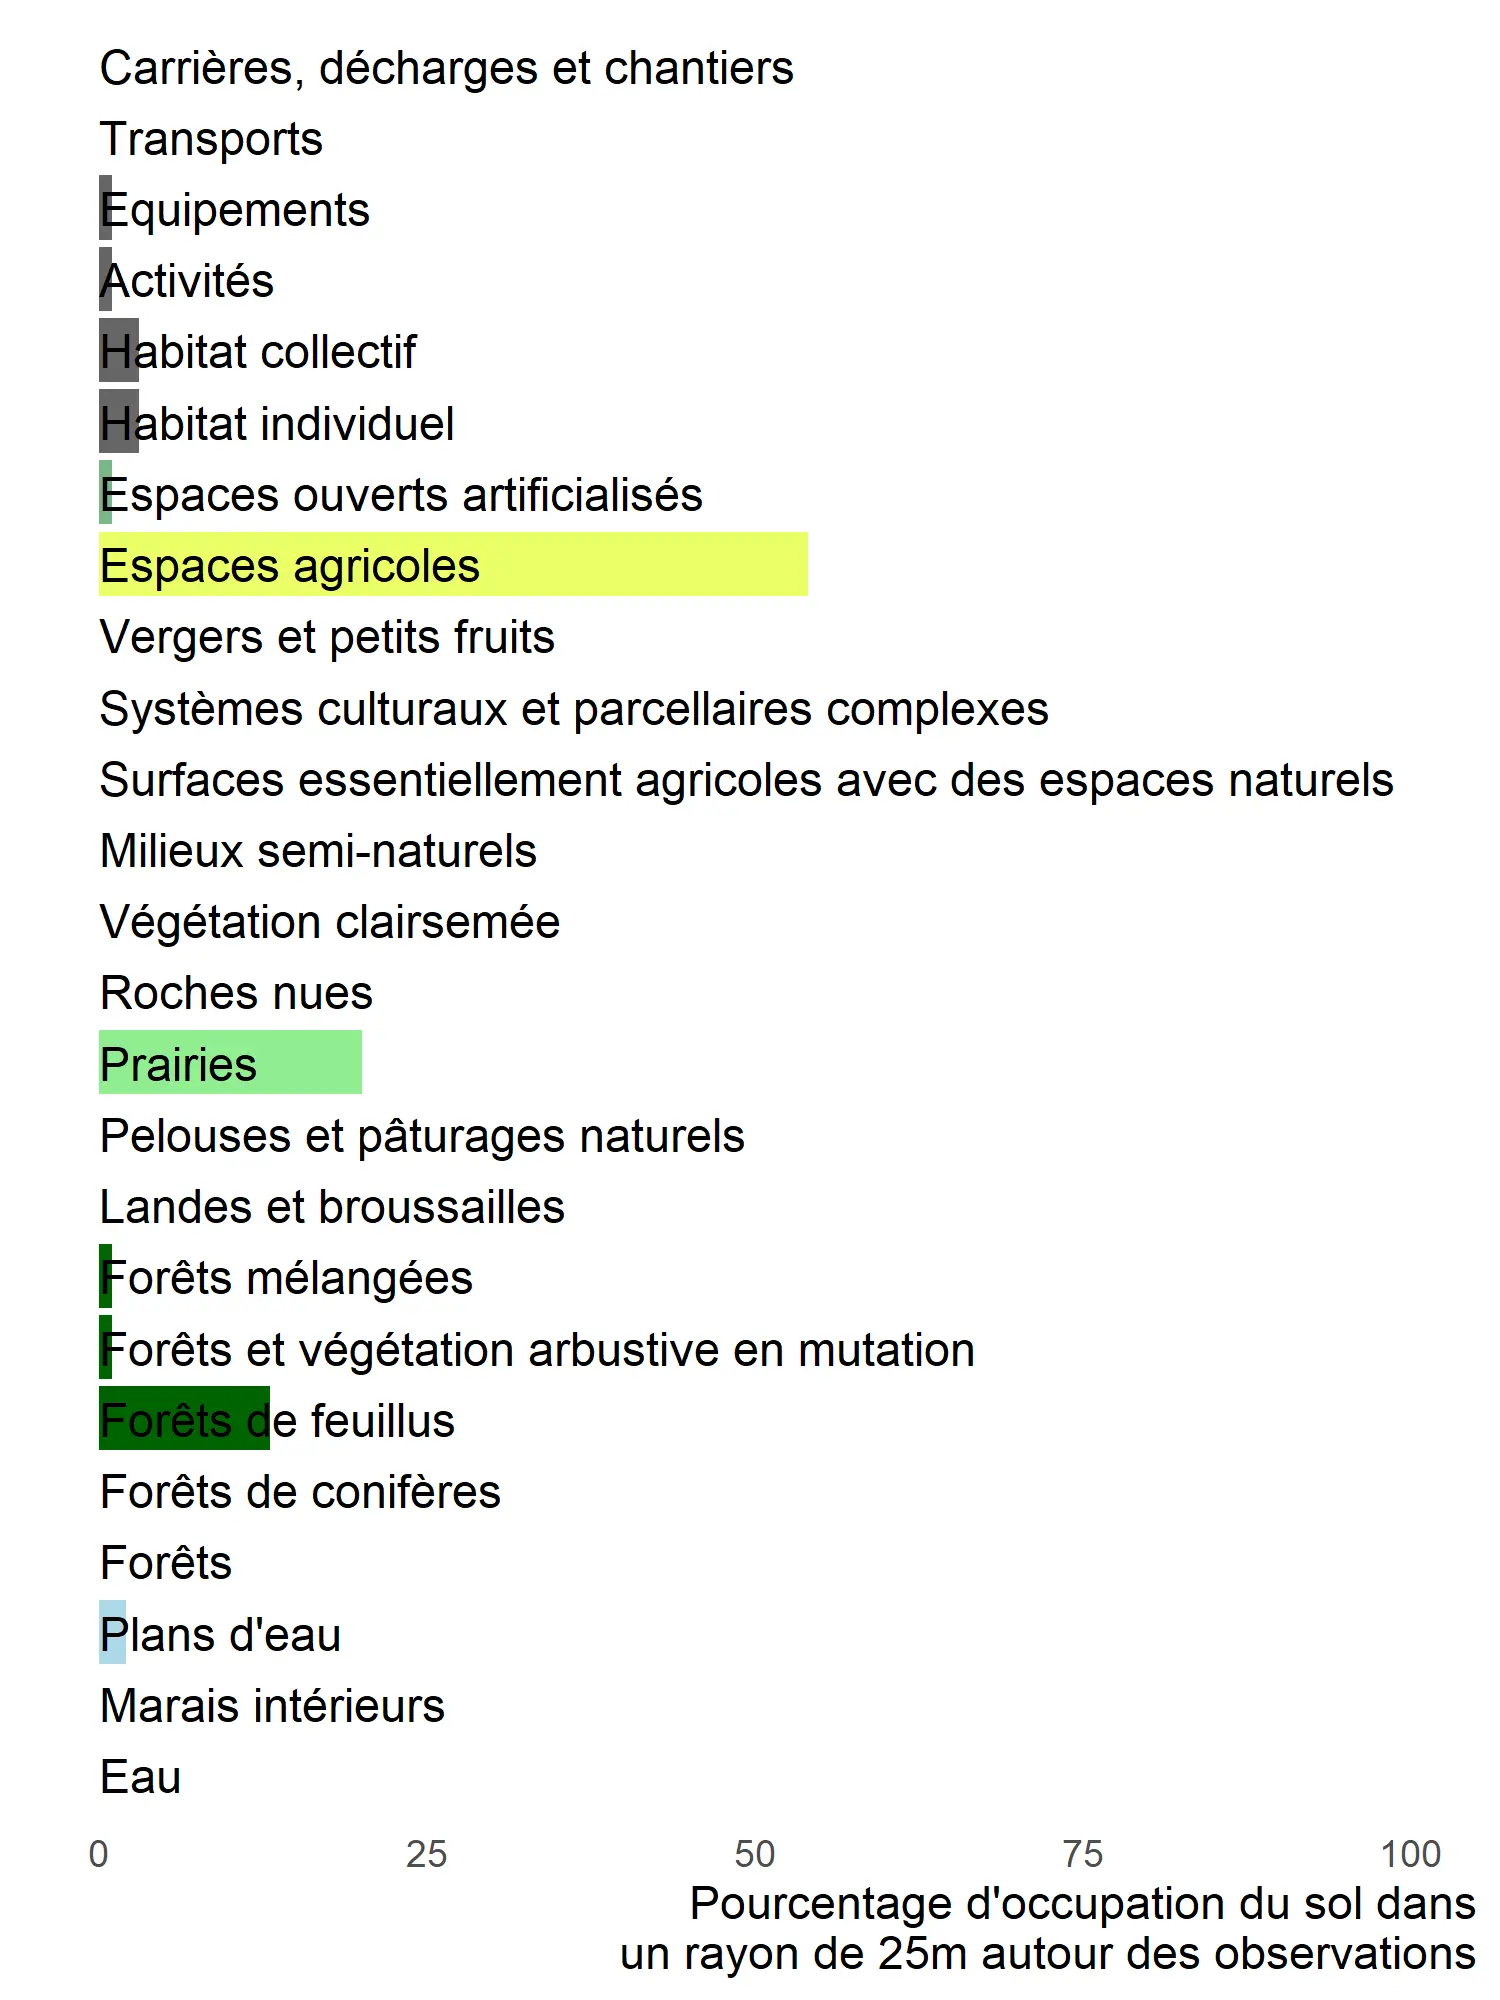 Carrières, décharges et chantiers
Transports
Equipements
Activités
Habitat collectif
Habitat individuel
Espaces ouverts artificialisés
Espaces agricoles
Vergers et petits fruits
Systèmes culturaux et parcellaires complexes
Surfaces essentiellement agricoles avec des espaces naturels
Milieux semi-naturels
Végétation clairsemée
Roches nues
Prairies
Pelouses et pâturages naturels
Landes et broussailles
Forêts mélangées
Forêts et végétation arbustive en mutation
Forêts de feuillus
Forêts de conifères
Forêts
Plans d'eau
Marais intérieurs
Eau
0 25 50 75 100
Pourcentage d'occupation du sol dans
un rayon de 25m autour des observations